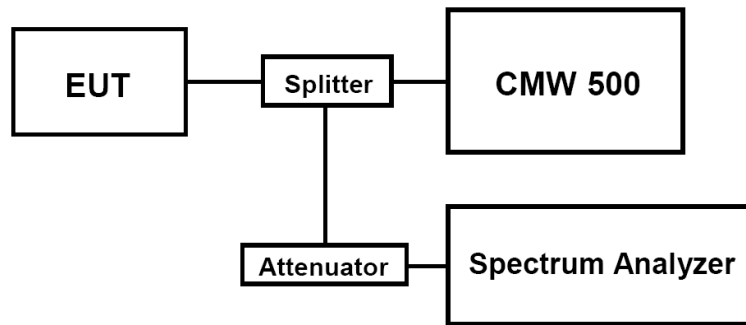 EUT
Splitter
CMW 500
Attenuator
Spectrum Analyzer